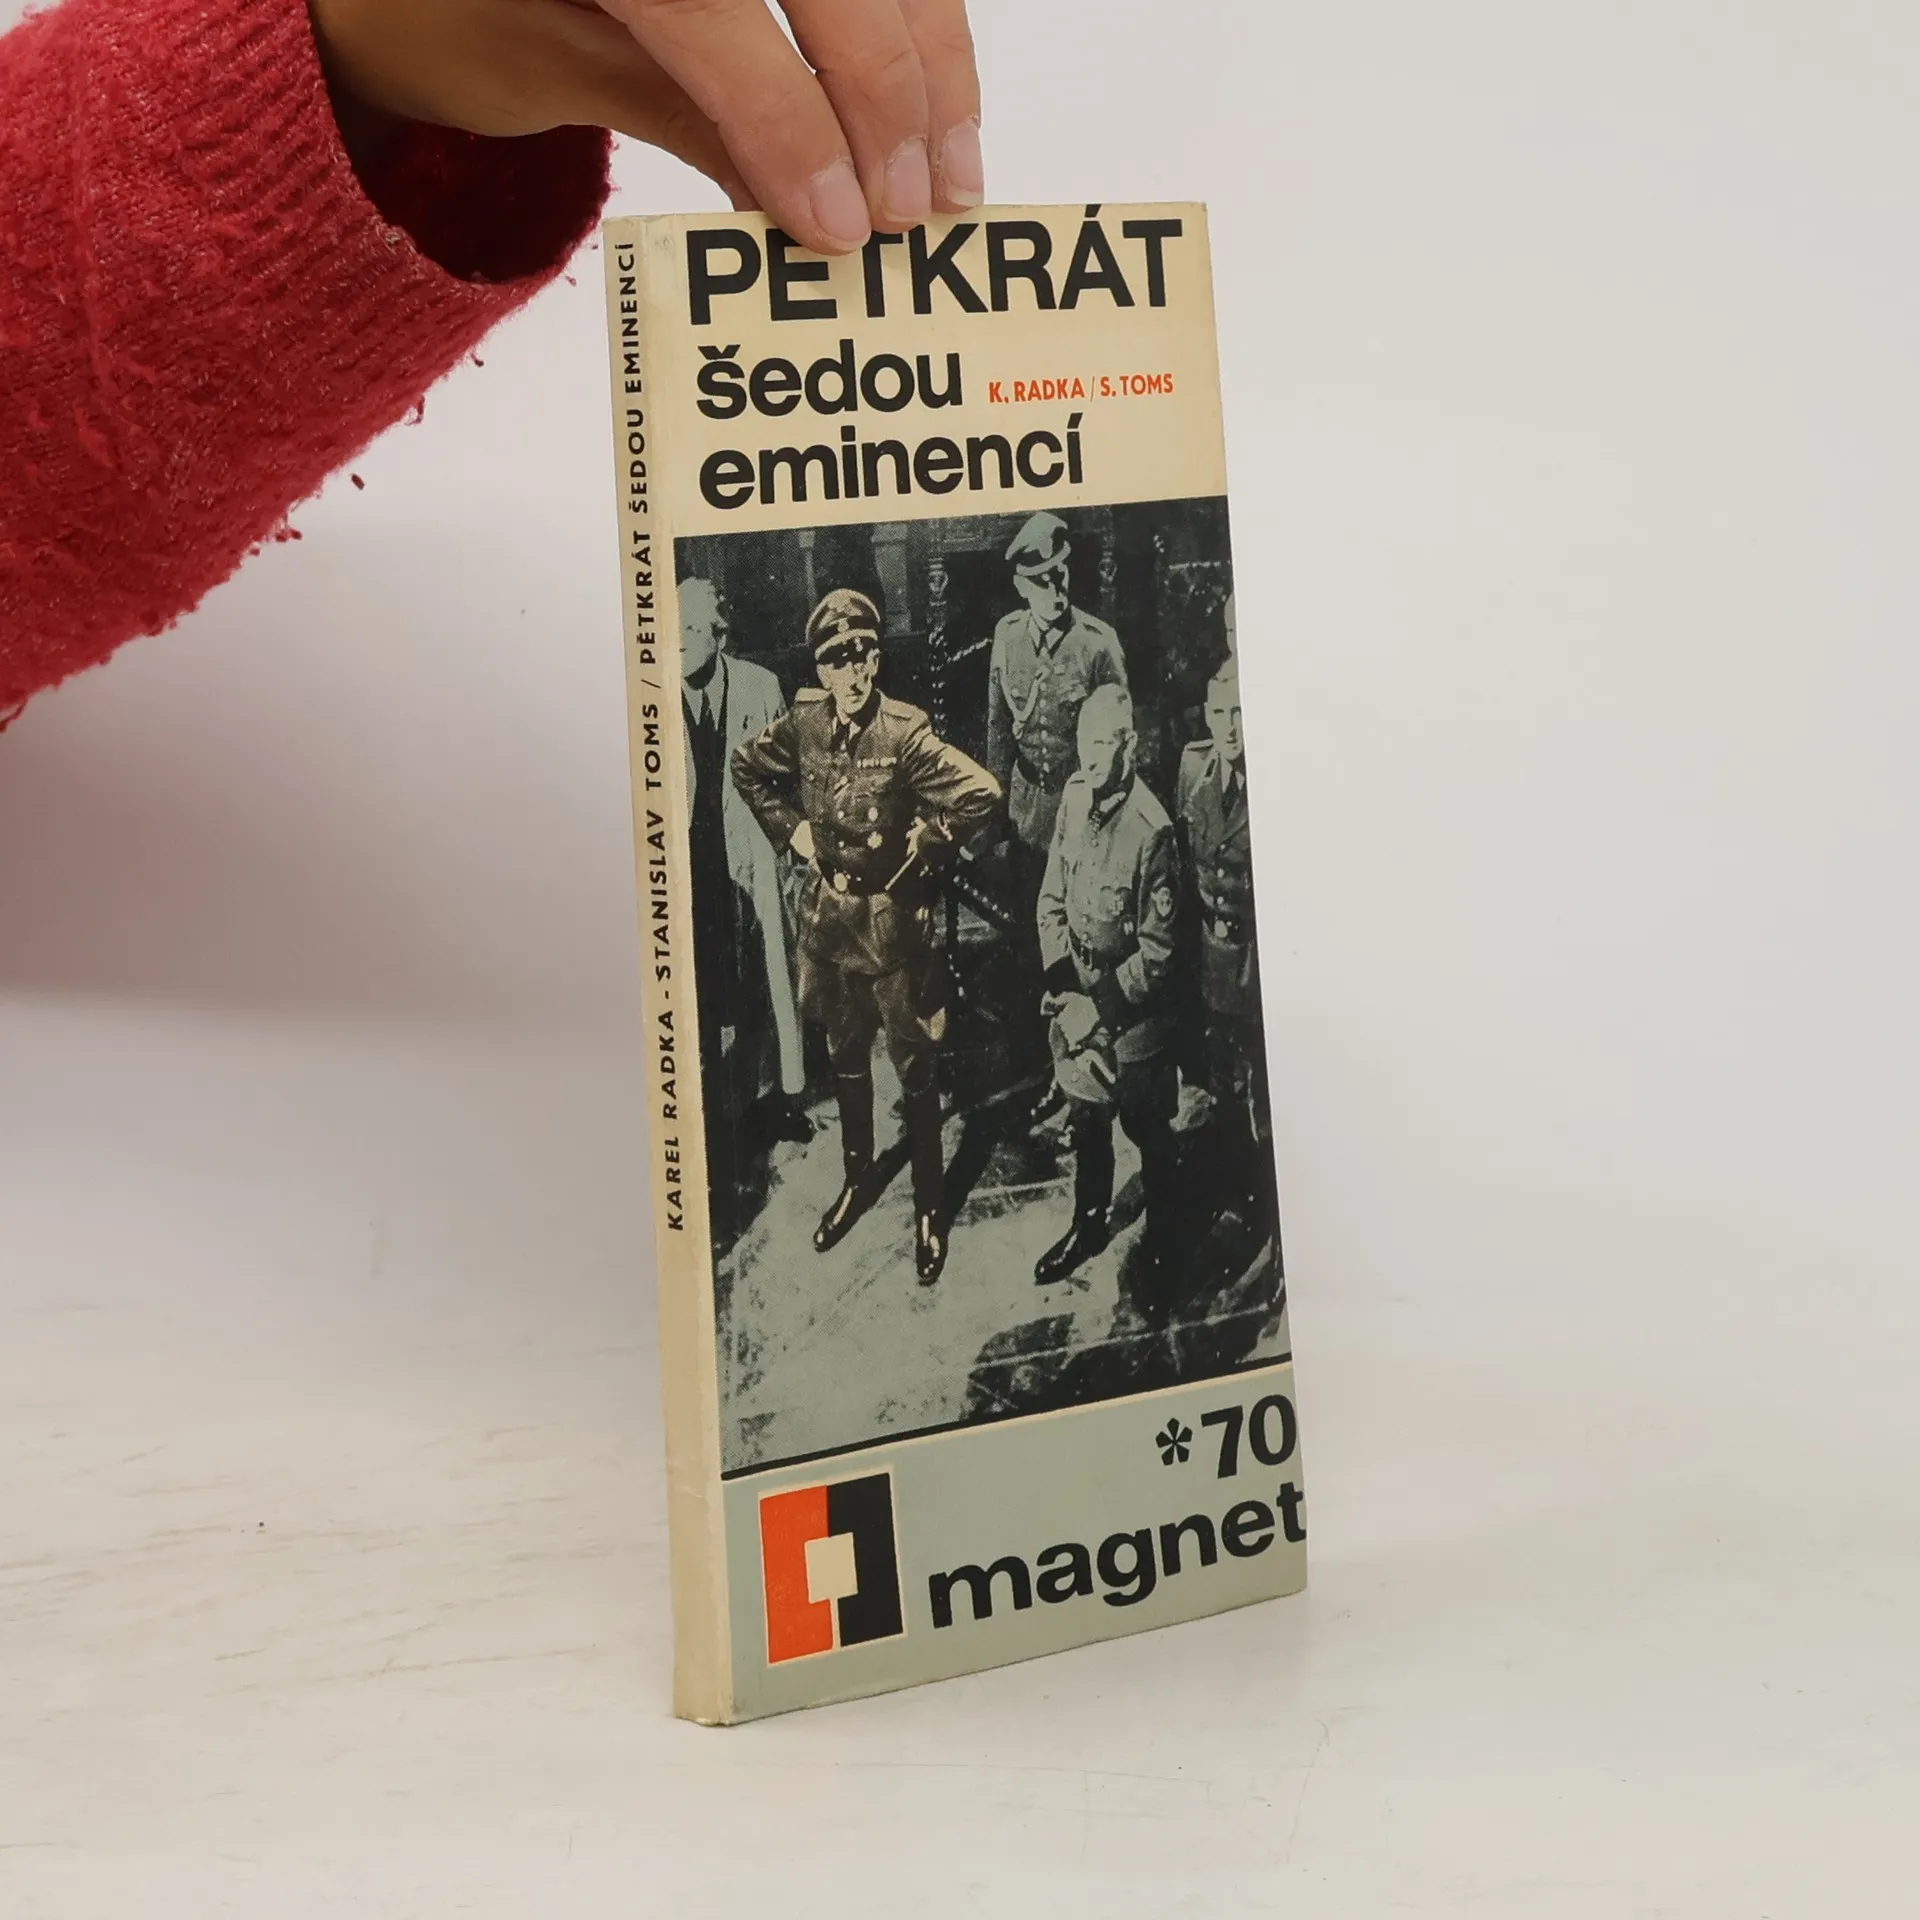 KAREL RADKA - STANISLAV TOMS / PĚTKRÁT ŠEDOU EMINENCÍ
PĚTKRÁT
šedou
K. RADKA / S. TOMS
eminencí
*70
magnet